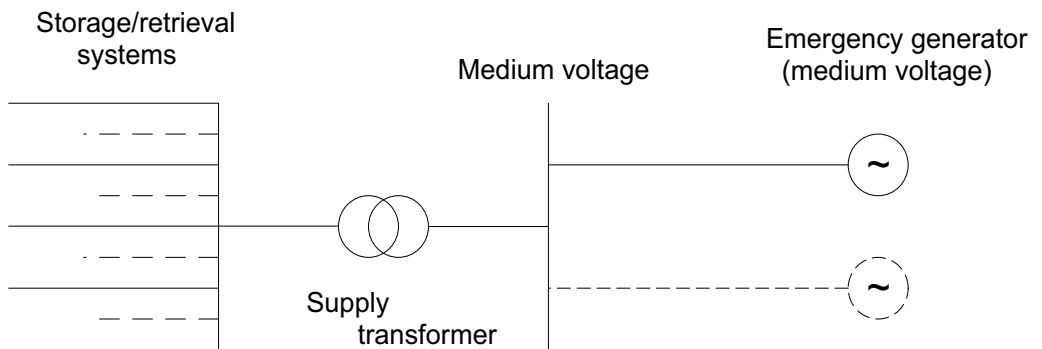 Storage/retrieval
systems
Medium voltage
Emergency generator
(medium voltage)
~
~
Supply
transformer